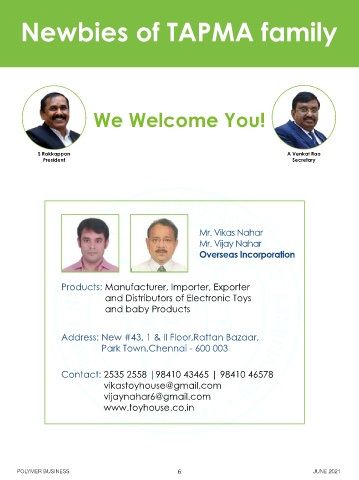 Newbies of TAPMA family
We Welcome You!
S Rakkappan
President
A Venkat Rao
Secretary
Mr. Vikas Nahar
Mr. Vijay Nahar
Overseas Incorporation
Products: Manufacturer, Importer, Exporter
and Distributors of Electronic Toys
and baby Products
Address: New #43, 1 & II Floor,Rattan Bazaar,
Park Town,Chennai - 600 003
Contact: 2535 2558 |98410 43465 | 98410 46578
vikastoyhouse@gmail.com
vijaynahar6@gmail.com
www.toyhouse.co.in
POLYMER BUSINESS 6 JUNE 2021